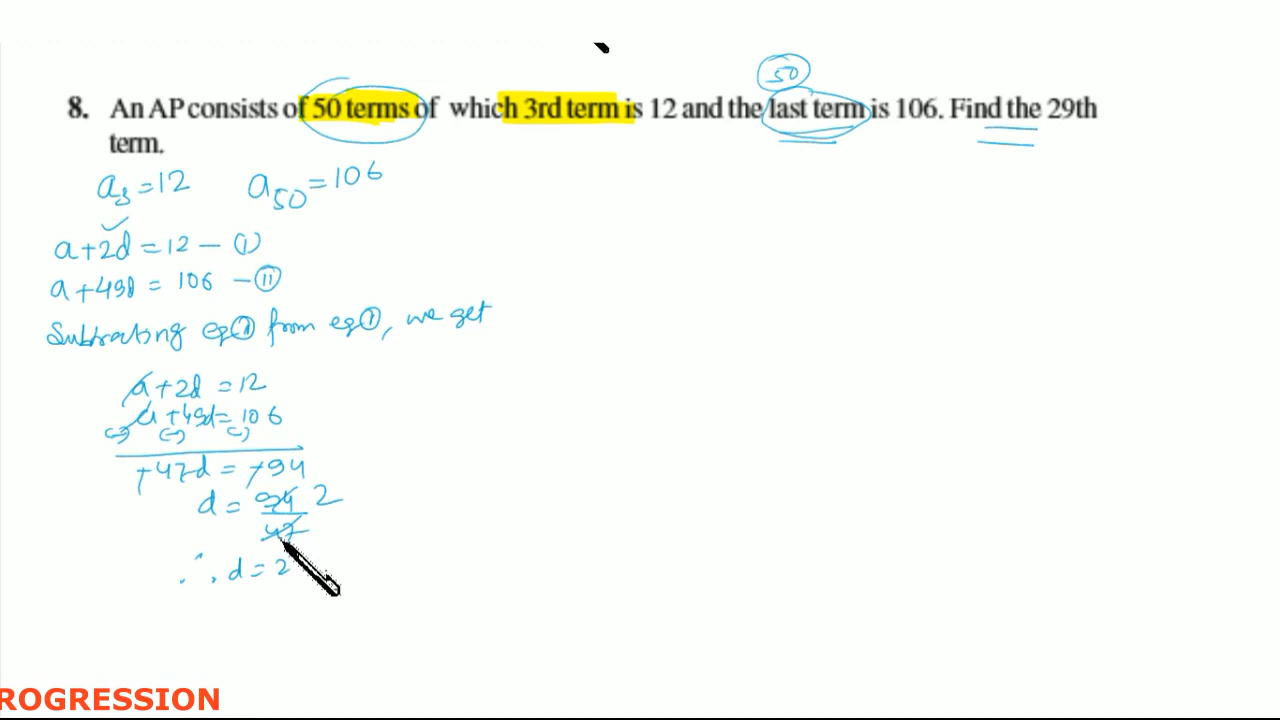 50
8. An AP consists of 50 terms of which 3rd term is 12 and the last term is 106. Find the 29th
term.
a3 = 12 a50 = 106
a + 2d = 12 - (i)
a + 49d = 106 - (ii)
Subtracting eq(ii) from eq(i), we get
a + 2d = 12
a + 49d = 106
(-) (-) (-)
+47d = +94
d = 94 2
47
∴ d = 2
ROGRESSION